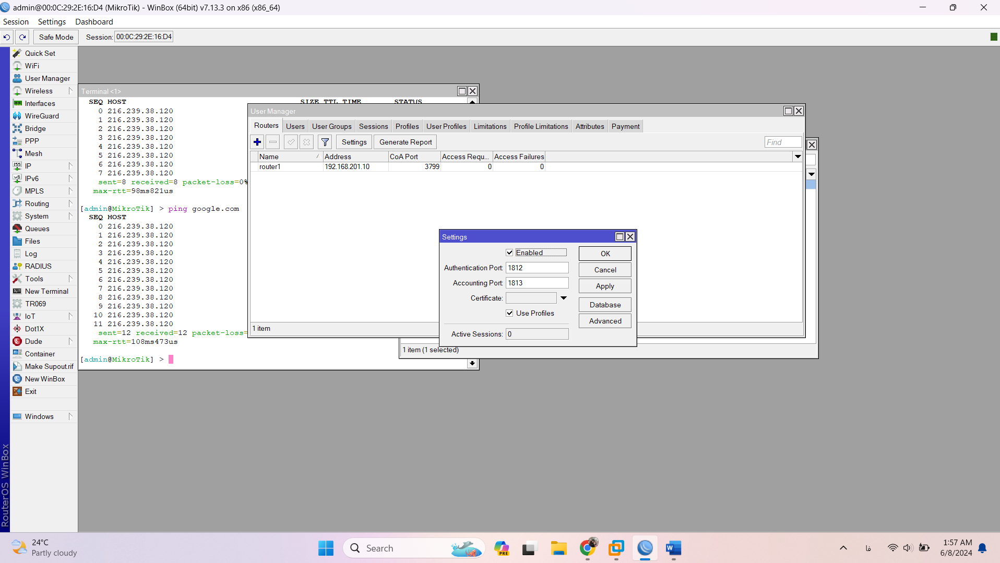 admin@00:0C:29:2E:16:D4 (MikroTik) - WinBox (64bit) v7.13.3 on x86 (x86_64)
Session Settings Dashboard
Safe Mode Session: 00:0C:29:2E:16:D4
Quick Set
WiFi
User Manager
Wireless
Interfaces
WireGuard
Bridge
PPP
Mesh
IP
IPv6
MPLS
Routing
System
Queues
Files
Log
RADIUS
Tools
New Terminal
TR069
IoT
Dot1X
Dude
Container
Make Supout.rif
New WinBox
Exit
Windows
RouterOS WinBox
Terminal <1>
SEQ HOST SIZE TTL TIME STATUS
0 216.239.38.120
1 216.239.38.120
2 216.239.38.120
3 216.239.38.120
4 216.239.38.120
5 216.239.38.120
6 216.239.38.120
7 216.239.38.120
sent=8 received=8 packet-loss=0%
max-rtt=98ms821us
[admin@MikroTik] > ping google.com
SEQ HOST
0 216.239.38.120
1 216.239.38.120
2 216.239.38.120
3 216.239.38.120
4 216.239.38.120
5 216.239.38.120
6 216.239.38.120
7 216.239.38.120
8 216.239.38.120
9 216.239.38.120
10 216.239.38.120
11 216.239.38.120
sent=12 received=12 packet-loss=
max-rtt=108ms473us
[admin@MikroTik] >
User Manager
Routers Users User Groups Sessions Profiles User Profiles Limitations Profile Limitations Attributes Payment
Settings Generate Report Find
Name Address CoA Port Access Requ... Access Failures
router1 192.168.201.10 3799 0 0
1 item
Settings
Enabled
Authentication Port: 1812
Accounting Port: 1813
Certificate:
Use Profiles
Active Sessions: 0
OK
Cancel
Apply
Database
Advanced
1 item (1 selected)
24°C
Partly cloudy
Search
PRE
فا
1:57 AM
6/8/2024